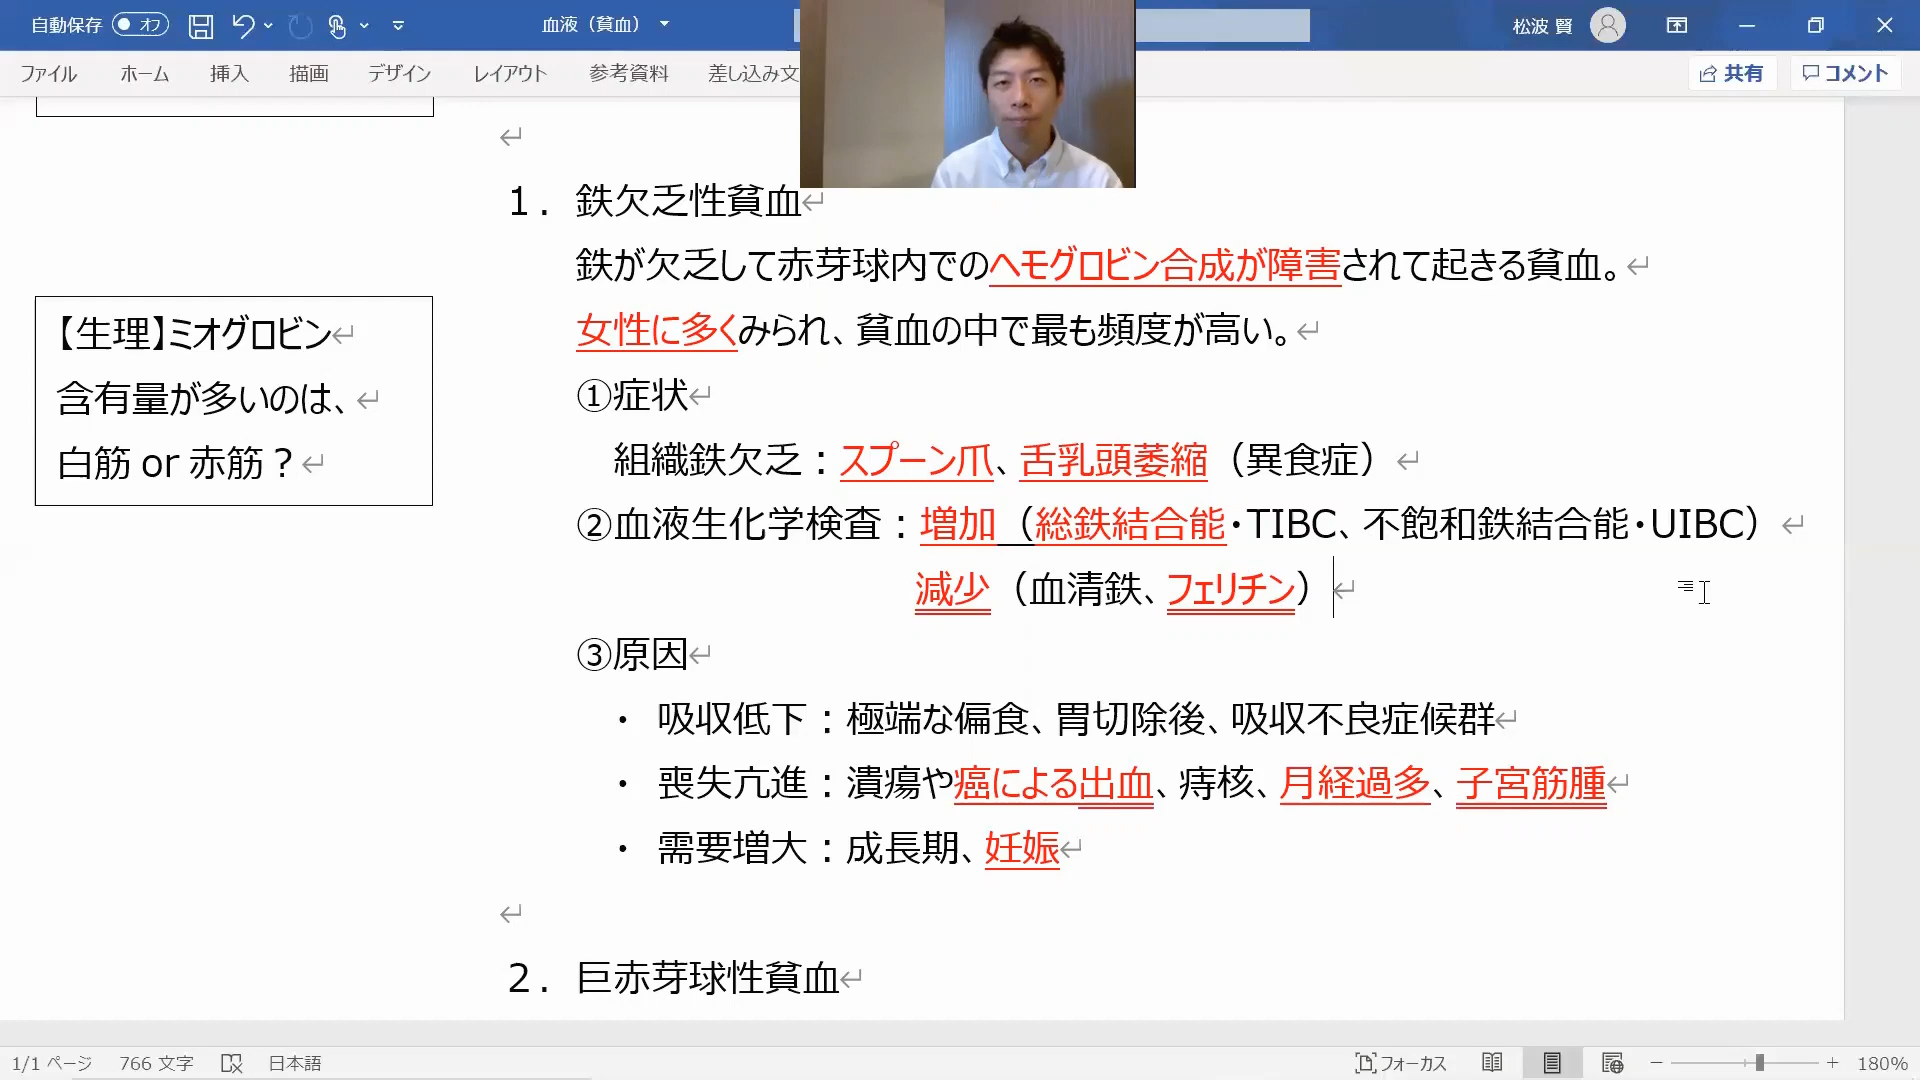 自動保存 オフ 血液（貧血） 松波 賢
ファイル ホーム 挿入 描画 デザイン レイアウト 参考資料 差し込み文 共有 コメント
【生理】ミオグロビン
含有量が多いのは、
白筋 or 赤筋？
１．鉄欠乏性貧血
鉄が欠乏して赤芽球内でのヘモグロビン合成が障害されて起きる貧血。
女性に多くみられ、貧血の中で最も頻度が高い。
①症状
組織鉄欠乏：スプーン爪、舌乳頭萎縮（異食症）
②血液生化学検査：増加（総鉄結合能・TIBC、不飽和鉄結合能・UIBC）
減少（血清鉄、フェリチン）
③原因
・ 吸収低下：極端な偏食、胃切除後、吸収不良症候群
・ 喪失亢進：潰瘍や癌による出血、痔核、月経過多、子宮筋腫
・ 需要増大：成長期、妊娠
２．巨赤芽球性貧血
1/1 ページ 766 文字 日本語 フォーカス 180%